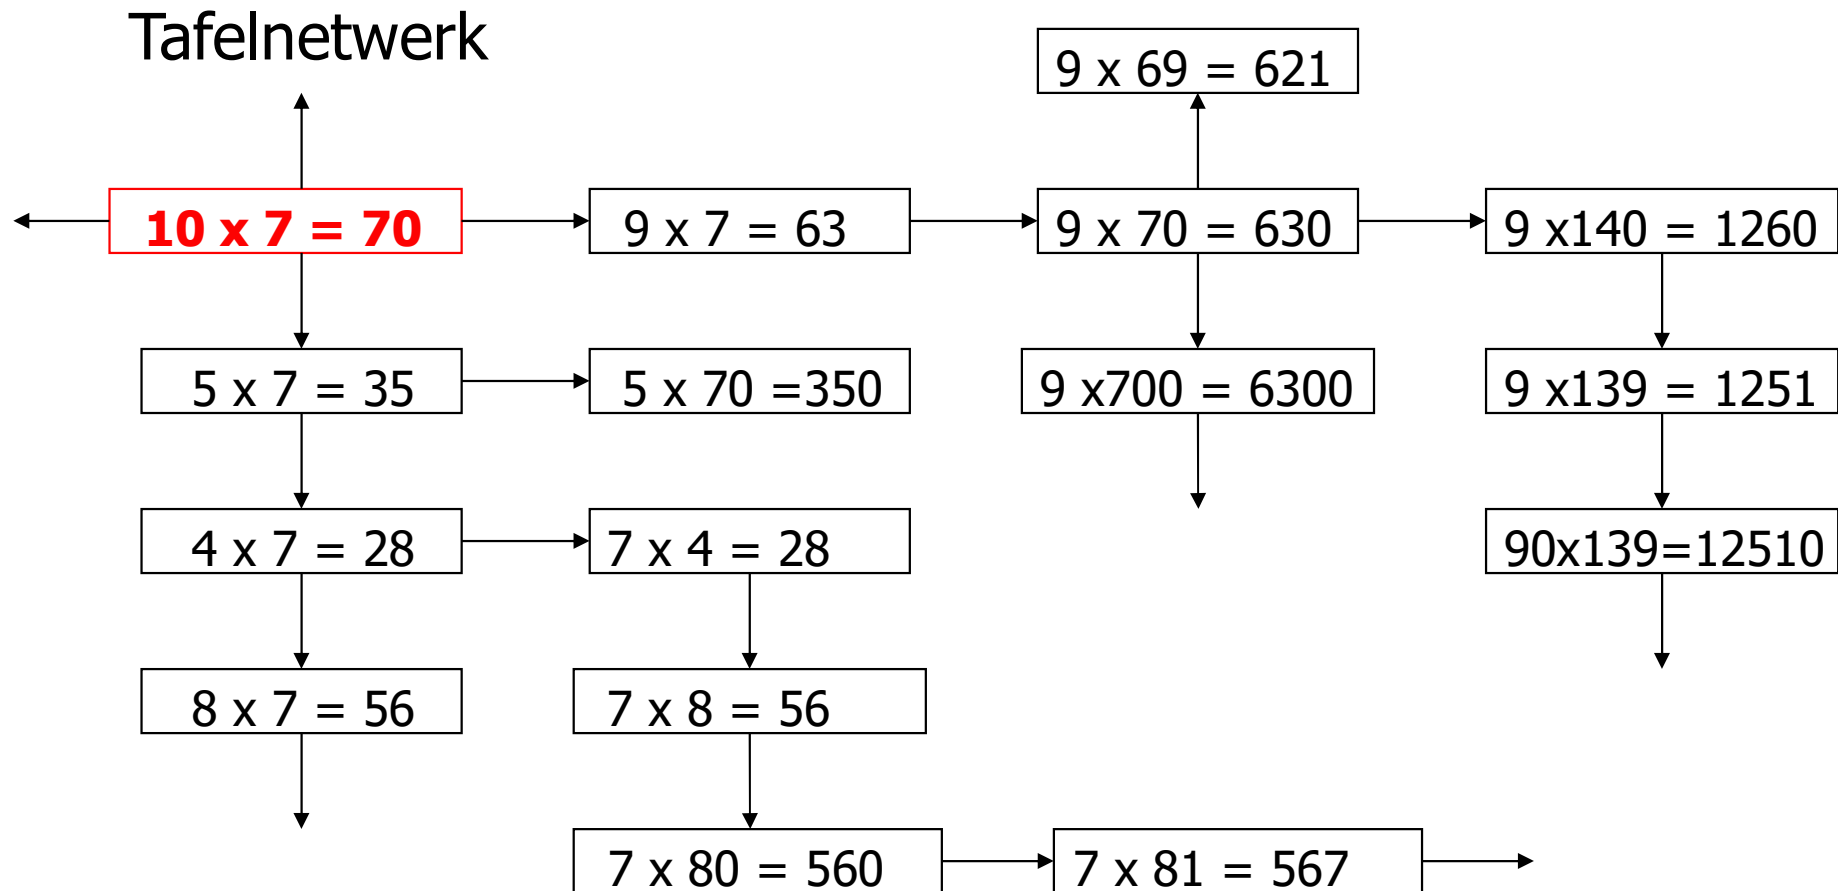 Tafelnetwerk
9 x 69 = 621
10 x 7 = 70
9 x 7 = 63
9 x 70 = 630
9 x140 = 1260
5 x 7 = 35
5 x 70 =350
9 x700 = 6300
9 x139 = 1251
4 x 7 = 28
7 x 4 = 28
90x139=12510
8 x 7 = 56
7 x 8 = 56
7 x 80 = 560
7 x 81 = 567